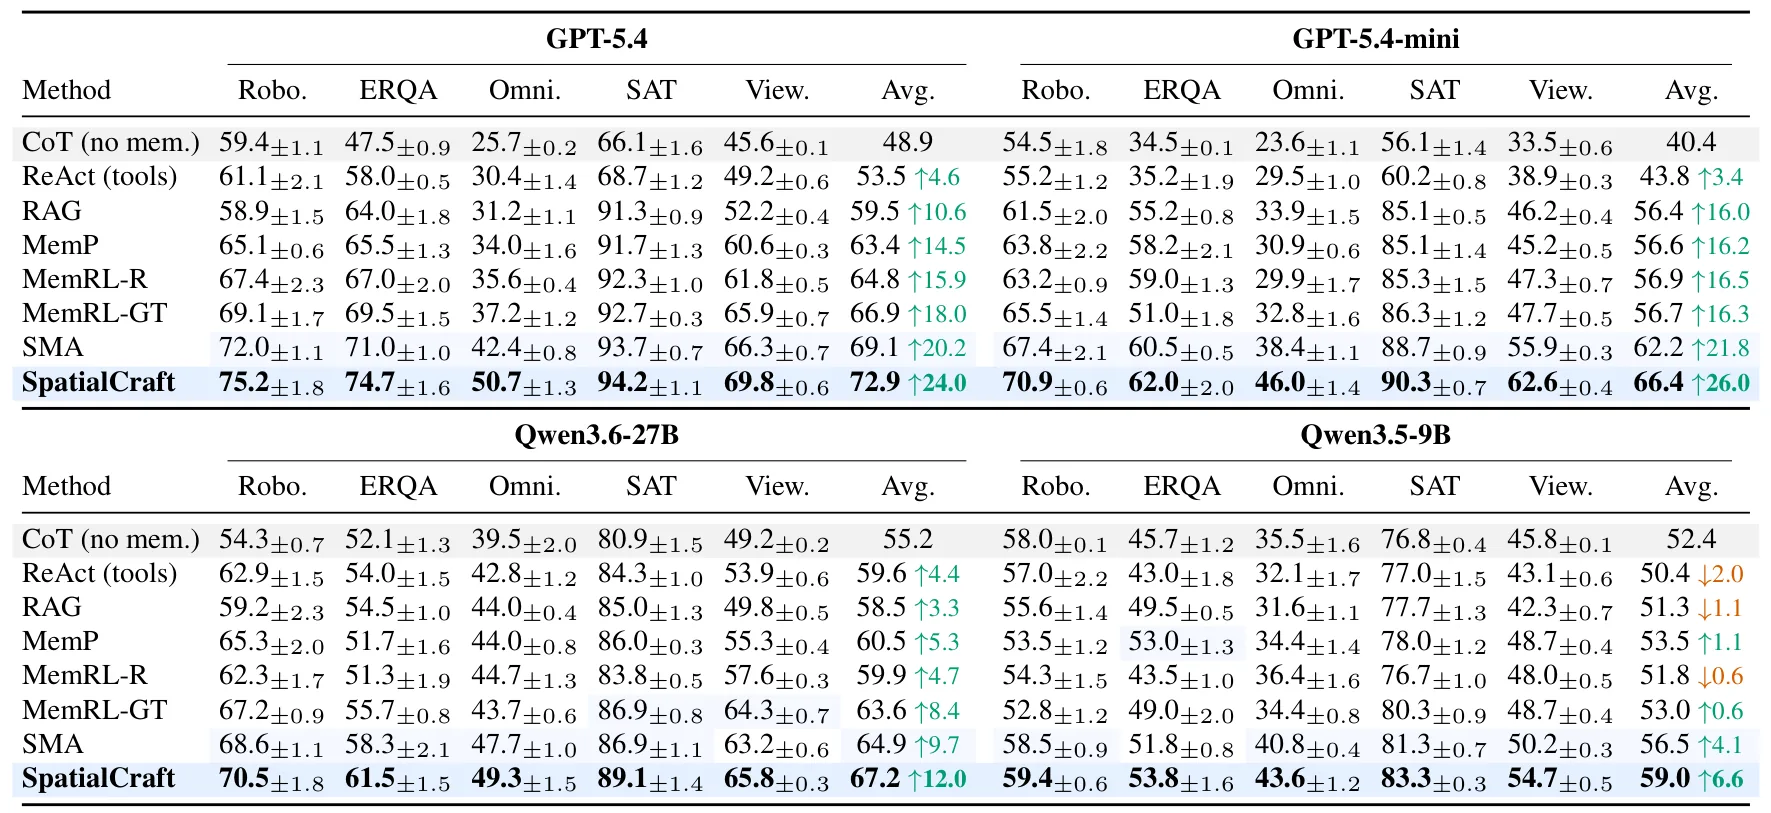 GPT-5.4 GPT-5.4-mini
Method Robo. ERQA Omni. SAT View. Avg. Robo. ERQA Omni. SAT View. Avg.
CoT (no mem.) 59.4±1.1 47.5±0.9 25.7±0.2 66.1±1.6 45.6±0.1 48.9 54.5±1.8 34.5±0.1 23.6±1.1 56.1±1.4 33.5±0.6 40.4
ReAct (tools) 61.1±2.1 58.0±0.5 30.4±1.4 68.7±1.2 49.2±0.6 53.5 ↑4.6 55.2±1.2 35.2±1.9 29.5±1.0 60.2±0.8 38.9±0.3 43.8 ↑3.4
RAG 58.9±1.5 64.0±1.8 31.2±1.1 91.3±0.9 52.2±0.4 59.5 ↑10.6 61.5±2.0 55.2±0.8 33.9±1.5 85.1±0.5 46.2±0.4 56.4 ↑16.0
MemP 65.1±0.6 65.5±1.3 34.0±1.6 91.7±1.3 60.6±0.3 63.4 ↑14.5 63.8±2.2 58.2±2.1 30.9±0.6 85.1±1.4 45.2±0.5 56.6 ↑16.2
MemRL-R 67.4±2.3 67.0±2.0 35.6±0.4 92.3±1.0 61.8±0.5 64.8 ↑15.9 63.2±0.9 59.0±1.3 29.9±1.7 85.3±1.5 47.3±0.7 56.9 ↑16.5
MemRL-GT 69.1±1.7 69.5±1.5 37.2±1.2 92.7±0.3 65.9±0.7 66.9 ↑18.0 65.5±1.4 51.0±1.8 32.8±1.6 86.3±1.2 47.7±0.5 56.7 ↑16.3
SMA 72.0±1.1 71.0±1.0 42.4±0.8 93.7±0.7 66.3±0.7 69.1 ↑20.2 67.4±2.1 60.5±0.5 38.4±1.1 88.7±0.9 55.9±0.3 62.2 ↑21.8
SpatialCraft 75.2±1.8 74.7±1.6 50.7±1.3 94.2±1.1 69.8±0.6 72.9 ↑24.0 70.9±0.6 62.0±2.0 46.0±1.4 90.3±0.7 62.6±0.4 66.4 ↑26.0
Qwen3.6-27B Qwen3.5-9B
Method Robo. ERQA Omni. SAT View. Avg. Robo. ERQA Omni. SAT View. Avg.
CoT (no mem.) 54.3±0.7 52.1±1.3 39.5±2.0 80.9±1.5 49.2±0.2 55.2 58.0±0.1 45.7±1.2 35.5±1.6 76.8±0.4 45.8±0.1 52.4
ReAct (tools) 62.9±1.5 54.0±1.5 42.8±1.2 84.3±1.0 53.9±0.6 59.6 ↑4.4 57.0±2.2 43.0±1.8 32.1±1.7 77.0±1.5 43.1±0.6 50.4 ↓2.0
RAG 59.2±2.3 54.5±1.0 44.0±0.4 85.0±1.3 49.8±0.5 58.5 ↑3.3 55.6±1.4 49.5±0.5 31.6±1.1 77.7±1.3 42.3±0.7 51.3 ↓1.1
MemP 65.3±2.0 51.7±1.6 44.0±0.8 86.0±0.3 55.3±0.4 60.5 ↑5.3 53.5±1.2 53.0±1.3 34.4±1.4 78.0±1.2 48.7±0.4 53.5 ↑1.1
MemRL-R 62.3±1.7 51.3±1.9 44.7±1.3 83.8±0.5 57.6±0.3 59.9 ↑4.7 54.3±1.5 43.5±1.0 36.4±1.6 76.7±1.0 48.0±0.5 51.8 ↓0.6
MemRL-GT 67.2±0.9 55.7±0.8 43.7±0.6 86.9±0.8 64.3±0.7 63.6 ↑8.4 52.8±1.2 49.0±2.0 34.4±0.8 80.3±0.9 48.7±0.4 53.0 ↑0.6
SMA 68.6±1.1 58.3±2.1 47.7±1.0 86.9±1.1 63.2±0.6 64.9 ↑9.7 58.5±0.9 51.8±0.8 40.8±0.4 81.3±0.7 50.2±0.3 56.5 ↑4.1
SpatialCraft 70.5±1.8 61.5±1.5 49.3±1.5 89.1±1.4 65.8±0.3 67.2 ↑12.0 59.4±0.6 53.8±1.6 43.6±1.2 83.3±0.3 54.7±0.5 59.0 ↑6.6